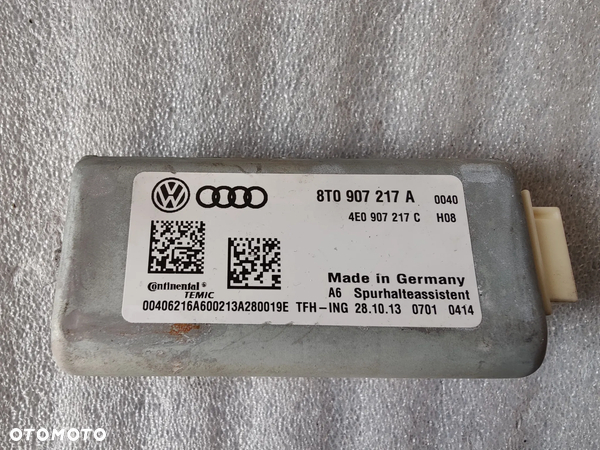 8T0 907 217 A 0040
4E0 907 217 C H08
Continental
TEMIC
Made in Germany
A6 Spurhalteassistent
00406216A600213A280019E TFH-ING 28.10.13 0701 0414
OTOMOTO